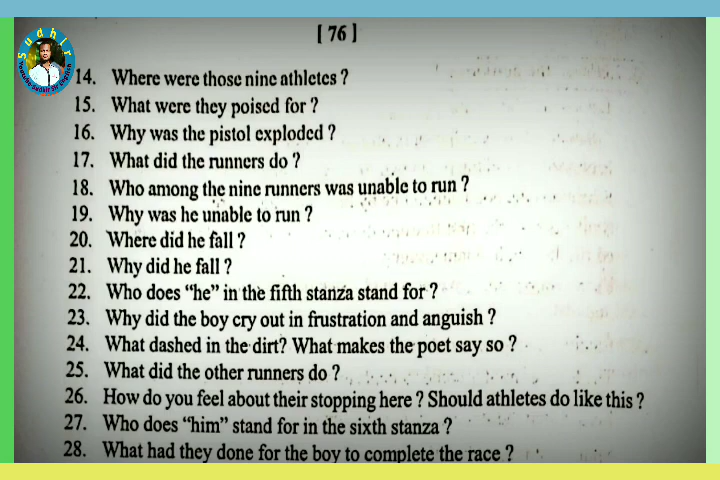 [ 76 ]
Sudhir
14. Where were those nine athletes ?
15. What were they poised for ?
16. Why was the pistol exploded ?
17. What did the runners do ?
18. Who among the nine runners was unable to run ?
19. Why was he unable to run ?
20. Where did he fall ?
21. Why did he fall ?
22. Who does “he” in the fifth stanza stand for ?
23. Why did the boy cry out in frustration and anguish ?
24. What dashed in the dirt? What makes the poet say so ?
25. What did the other runners do ?
26. How do you feel about their stopping here ? Should athletes do like this ?
27. Who does “him” stand for in the sixth stanza ?
28. What had they done for the boy to complete the race ?